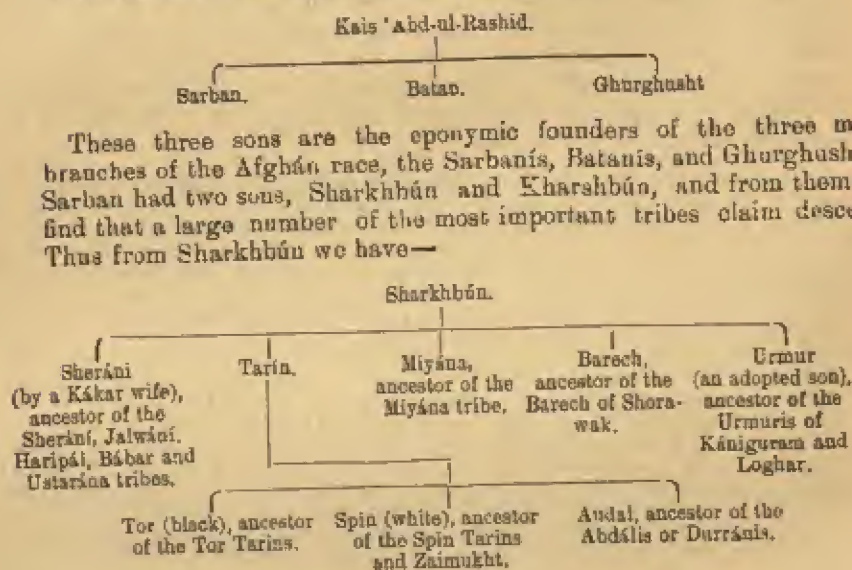 Kais 'Abd-ul-Rashid.
Sarban. Batan. Ghurghusht
These three sons are the eponymic founders of the three m
branches of the Afghán race, the Sarbanís, Batanís, and Ghurghush
Sarban had two sons, Sharkhbún and Kharshbún, and from them
find that a large number of the most important tribes claim desce
Thus from Sharkhbún we have—
Sharkhbún.
Sheráni
(by a Kákar wife),
ancestor of the
Sheráni, Jalwání,
Haripál, Bábar and
Ustarána tribes.
Tarín.
Miyána,
ancestor of the
Miyána tribe.
Barech,
ancestor of the
Barech of Shora-
wak.
Urmur
(an adopted son),
ancestor of the
Urmuris of
Kániguram and
Loghar.
Tor (black), ancestor
of the Tor Tarins.
Spin (white), ancestor
of the Spin Tarins
and Zaimukht.
Audal, ancestor of the
Abdális or Durránis.